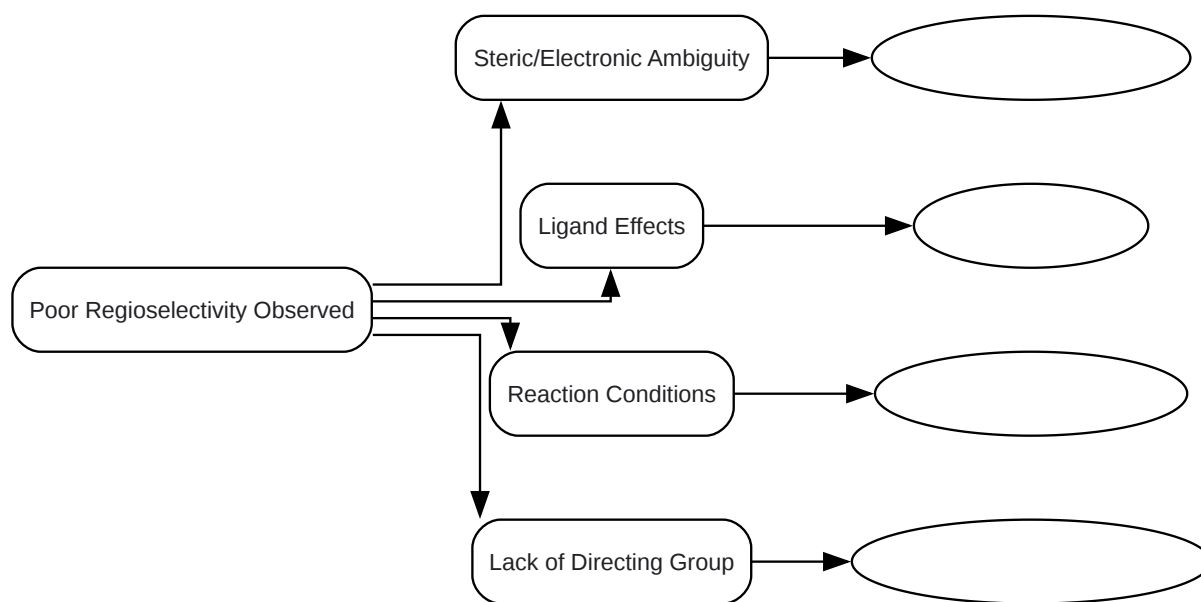 Steric/Electronic Ambiguity
Ligand Effects
Poor Regioselectivity Observed
Reaction Conditions
Lack of Directing Group